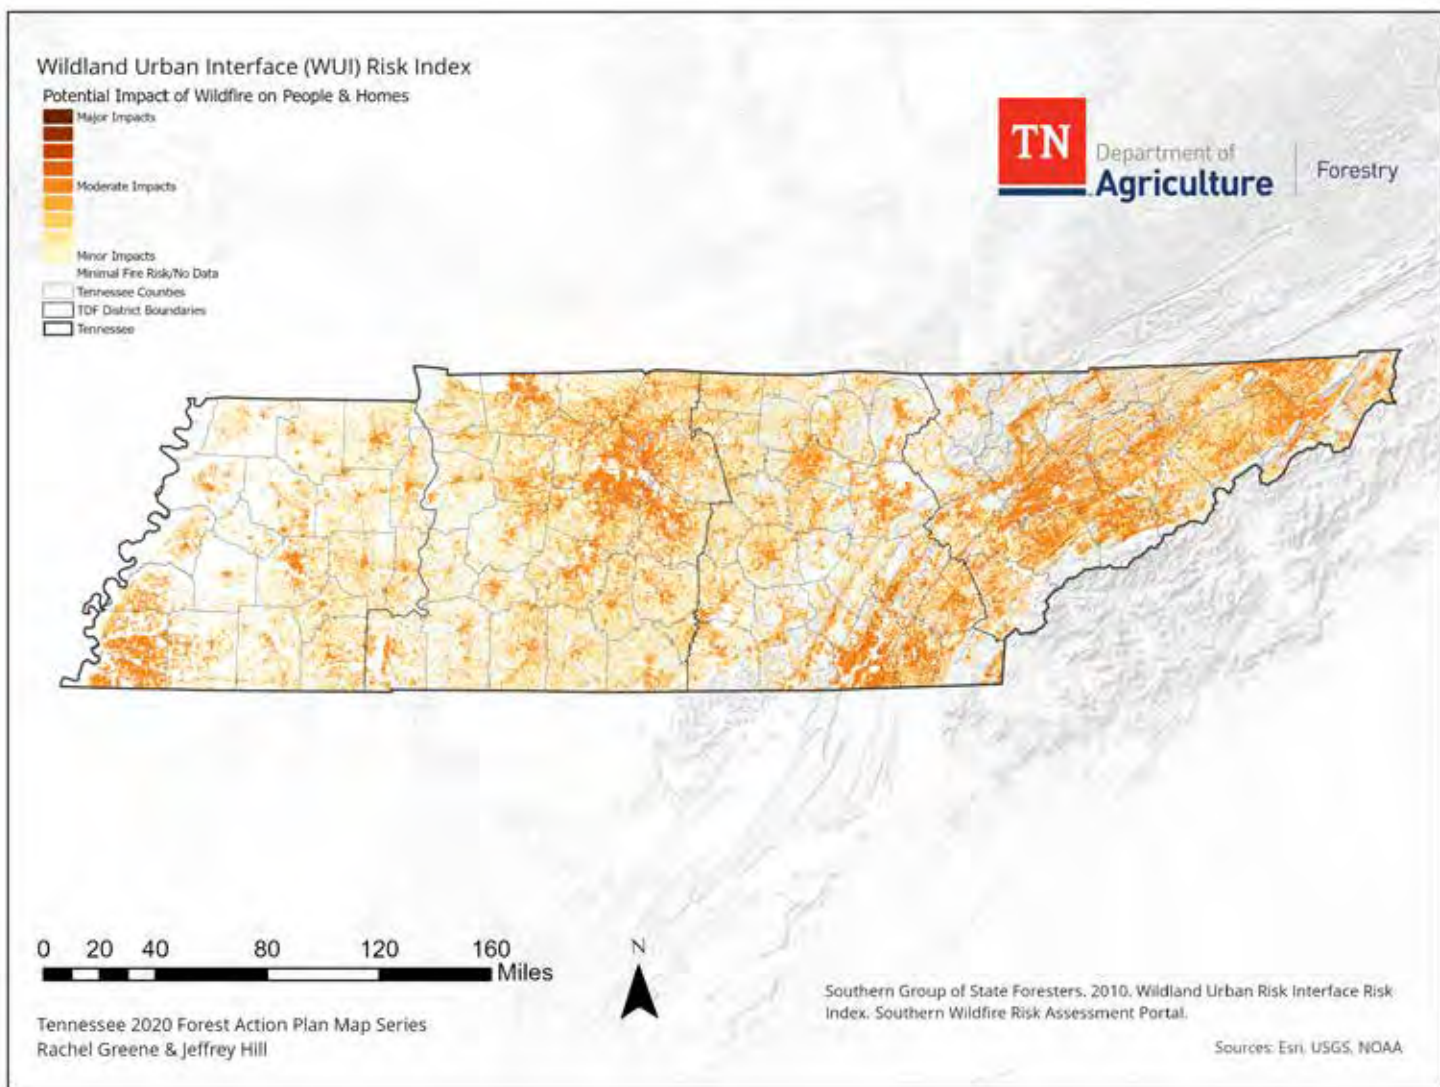 Wildland Urban Interface (WUI) Risk Index
Potential Impact of Wildfire on People & Homes
Major Impacts
Moderate Impacts
Minor Impacts
Minimal Fire Risk/No Data
Tennessee Counties
TDF District Boundaries
Tennessee
TN
Department of
Agriculture
Forestry
0 20 40 80 120 160
Miles
N
Tennessee 2020 Forest Action Plan Map Series
Rachel Greene & Jeffrey Hill
Southern Group of State Foresters. 2010. Wildland Urban Risk Interface Risk
Index. Southern Wildfire Risk Assessment Portal.
Sources: Esri, USGS, NOAA